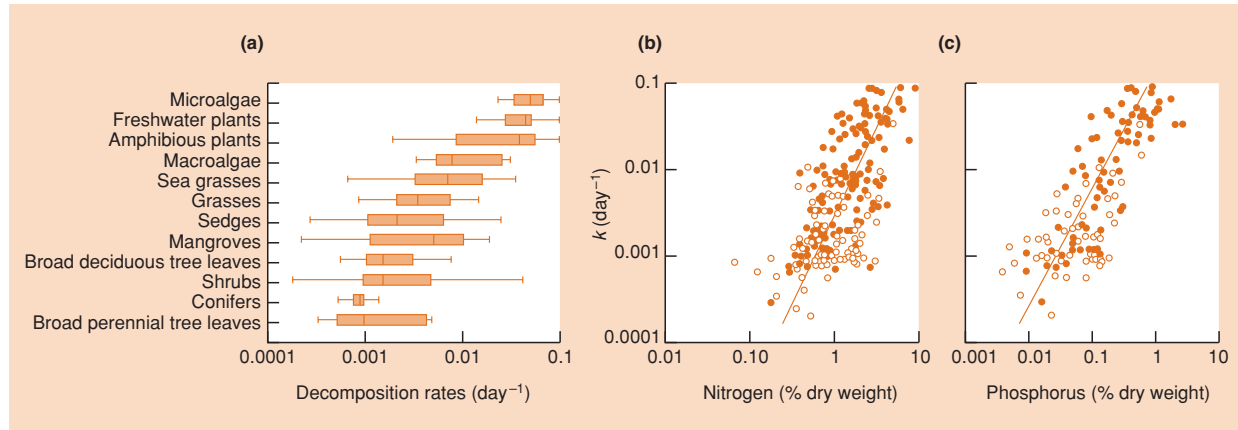 (a)
Microalgae
Freshwater plants
Amphibious plants
Macroalgae
Sea grasses
Grasses
Sedges
Mangroves
Broad deciduous tree leaves
Shrubs
Conifers
Broad perennial tree leaves
0.0001 0.001 0.01 0.1
Decomposition rates (day⁻¹)
(b)
k (day⁻¹)
0.1
0.01
0.001
0.0001
0.01 0.10 1 10
Nitrogen (% dry weight)
(c)
0.001 0.01 0.1 1 10
Phosphorus (% dry weight)